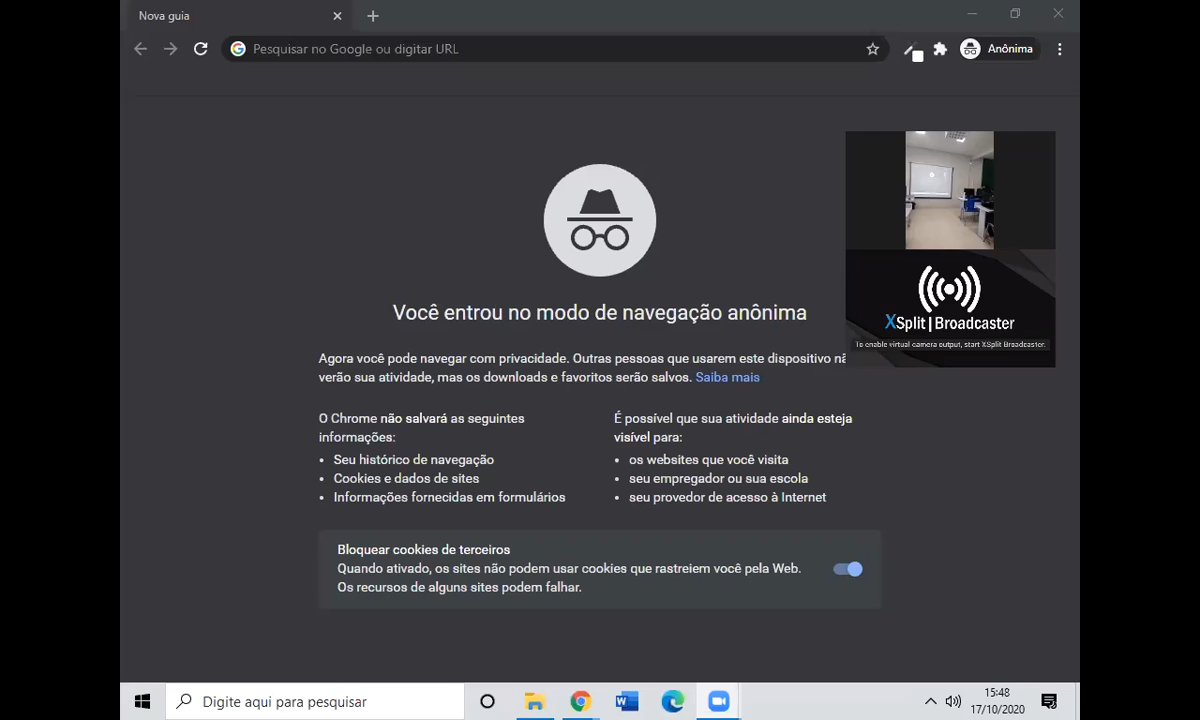 Nova guia
Pesquisar no Google ou digitar URL
Anônima
Você entrou no modo de navegação anônima
Agora você pode navegar com privacidade. Outras pessoas que usarem este dispositivo nã
verão sua atividade, mas os downloads e favoritos serão salvos. Saiba mais
O Chrome não salvará as seguintes
informações:
Seu histórico de navegação
Cookies e dados de sites
Informações fornecidas em formulários
É possível que sua atividade ainda esteja
visível para:
os websites que você visita
seu empregador ou sua escola
seu provedor de acesso à Internet
XSplit | Broadcaster
To enable virtual camera output, start XSplit Broadcaster.
Bloquear cookies de terceiros
Quando ativado, os sites não podem usar cookies que rastreiem você pela Web.
Os recursos de alguns sites podem falhar.
Digite aqui para pesquisar
15:48
17/10/2020